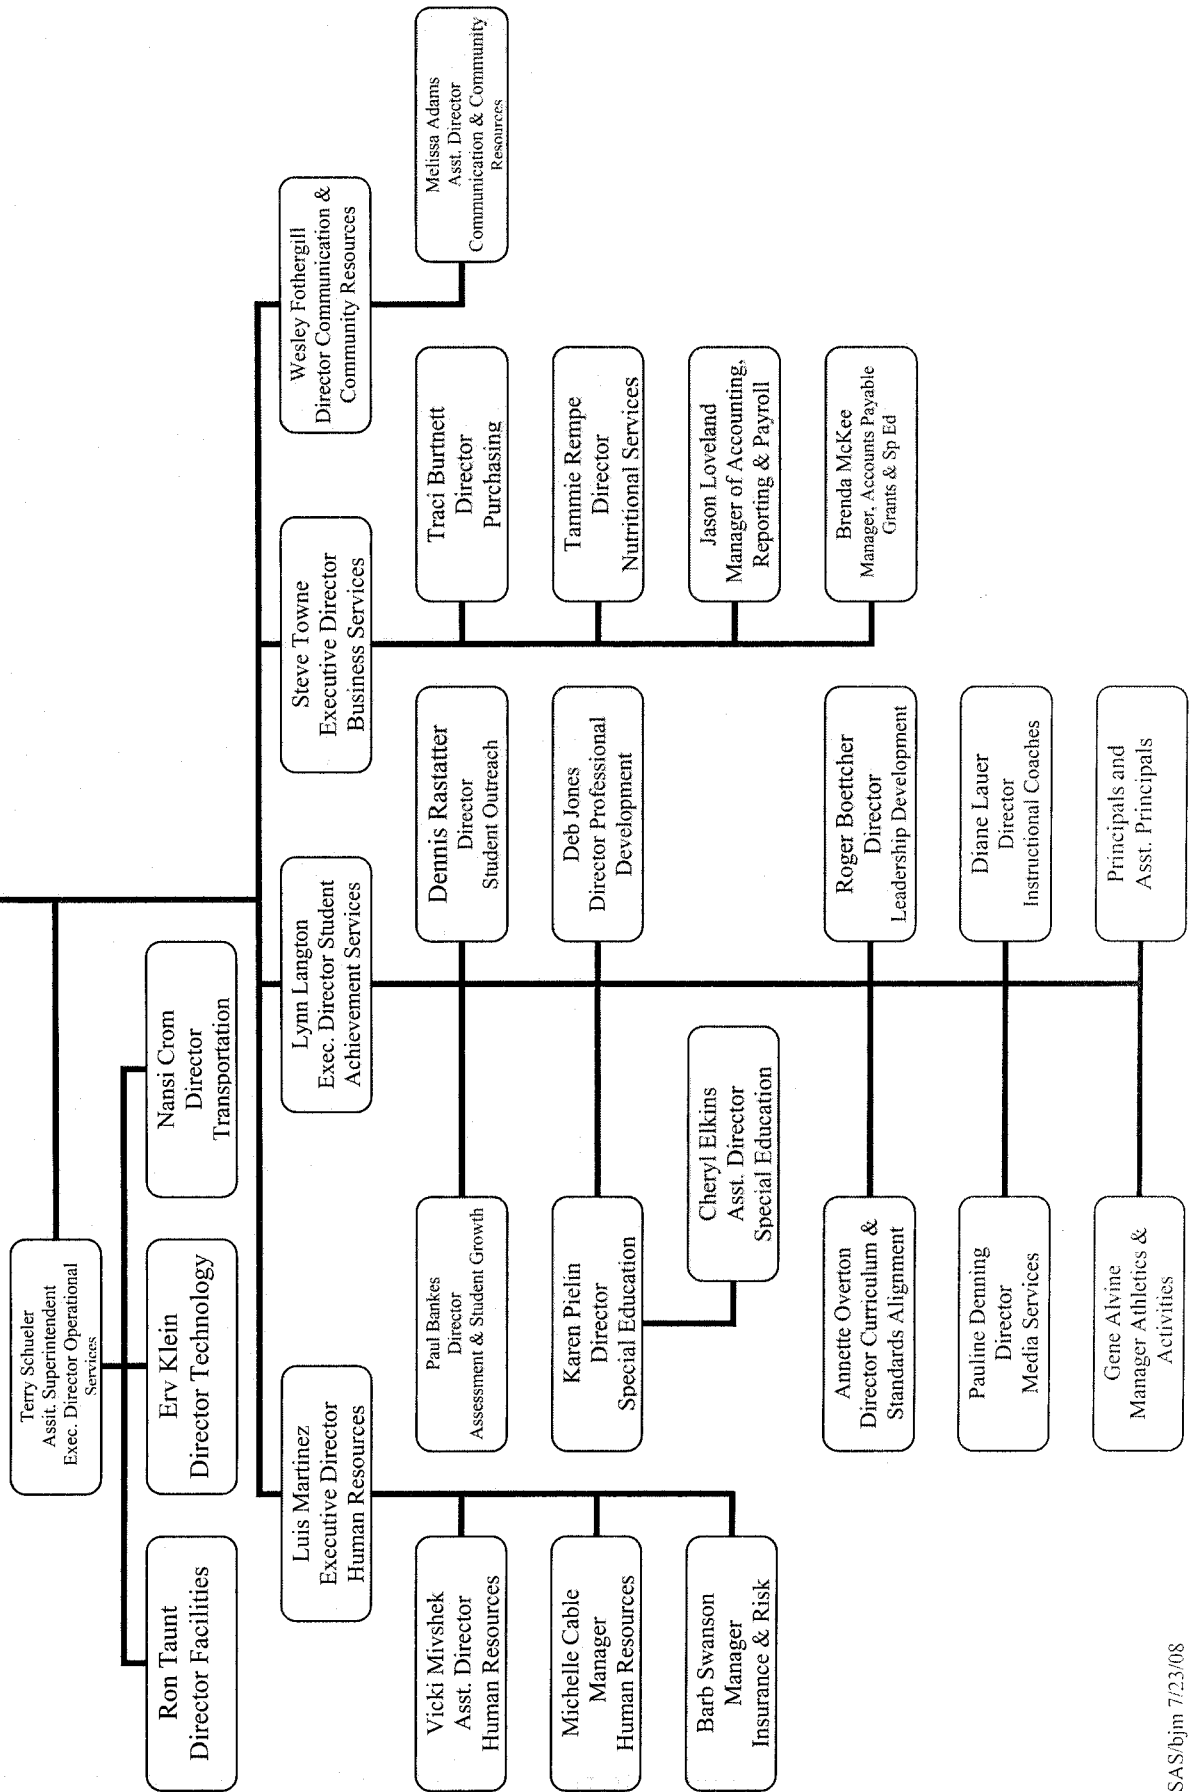 Terry Schueler
Assit. Superintendent
Exec. Director Operational
Services
Ron Taunt
Director Facilities
Erv Klein
Director Technology
Nansi Crom
Director
Transportation
Luis Martinez
Executive Director
Human Resources
Lynn Langton
Exec. Director Student
Achievement Services
Steve Towne
Executive Director
Business Services
Wesley Fothergill
Director Communication &
Community Resources
Vicki Mivshek
Asst. Director
Human Resources
Paul Bankes
Director
Assessment & Student Growth
Dennis Rastatter
Director
Student Outreach
Traci Burtnett
Director
Purchasing
Melissa Adams
Asst. Director
Communication & Community
Resources
Michelle Cable
Manager
Human Resources
Karen Pielin
Director
Special Education
Deb Jones
Director Professional
Development
Tammie Rempe
Director
Nutritional Services
Barb Swanson
Manager
Insurance & Risk
Cheryl Elkins
Asst. Director
Special Education
Jason Loveland
Manager of Accounting,
Reporting & Payroll
Annette Overton
Director Curriculum &
Standards Alignment
Roger Boettcher
Director
Leadership Development
Brenda McKee
Manager, Accounts Payable
Grants & Sp Ed
Pauline Denning
Director
Media Services
Diane Lauer
Director
Instructional Coaches
Gene Alvine
Manager Athletics &
Activities
Principals and
Asst. Principals
SAS/bjm 7/23/08